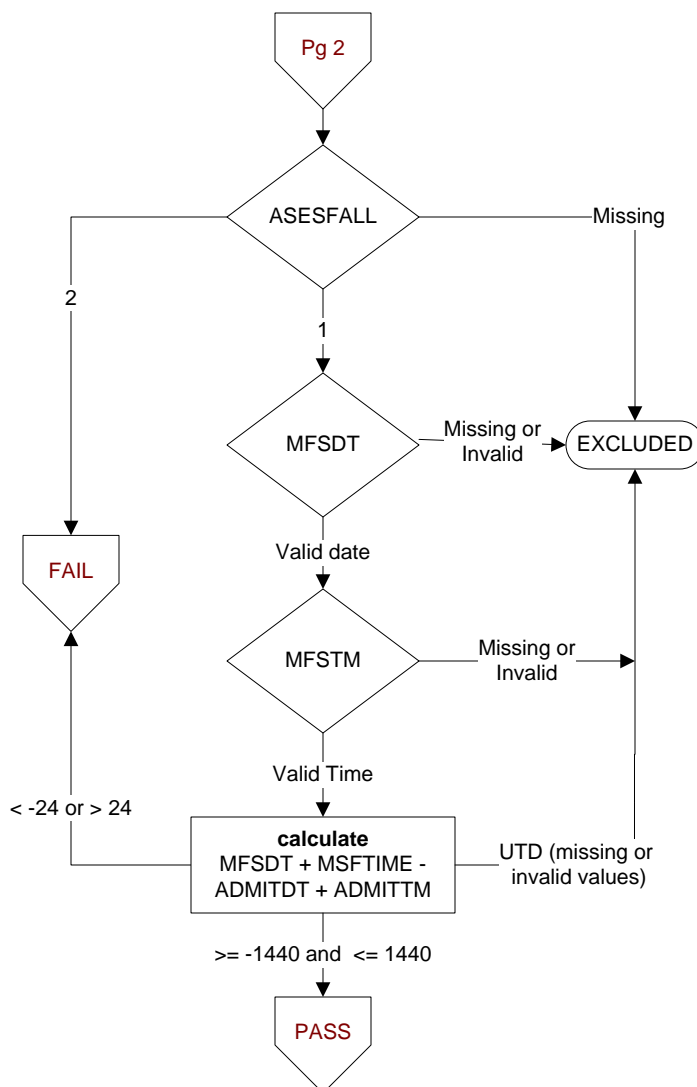 Pg 2
ASESFALL
Missing
2
1
MFSDT
Missing or
Invalid
EXCLUDED
Valid date
FAIL
MFSTM
Missing or
Invalid
Valid Time
< -24 or > 24
calculate
MFSDT + MSFTIME -
ADMITDT + ADMITTM
UTD (missing or
invalid values)
>= -1440 and  <= 1440
PASS